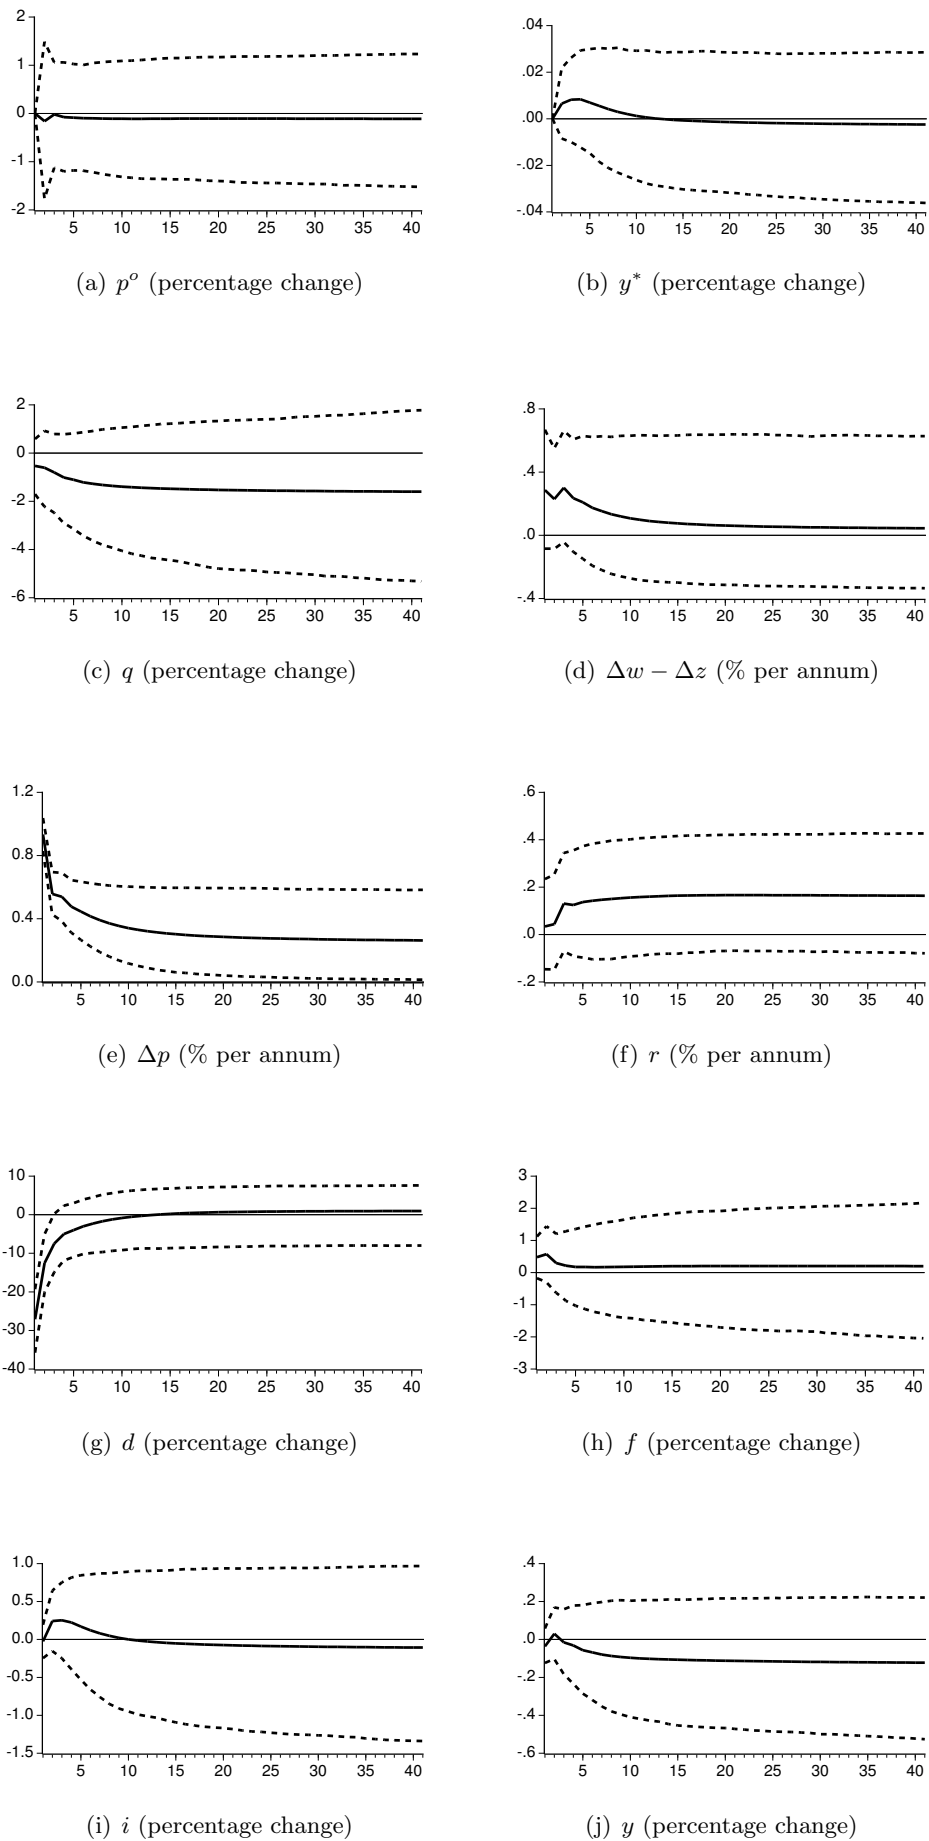 2
1
0
-1
-2
5 10 15 20 25 30 35 40
(a) pᵒ (percentage change)
.04
.02
.00
-.02
-.04
5 10 15 20 25 30 35 40
(b) y* (percentage change)
2
0
-2
-4
-6
5 10 15 20 25 30 35 40
(c) q (percentage change)
.8
.4
.0
-.4
5 10 15 20 25 30 35 40
(d) Δw − Δz (% per annum)
1.2
0.8
0.4
0.0
5 10 15 20 25 30 35 40
(e) Δp (% per annum)
.6
.4
.2
.0
-.2
5 10 15 20 25 30 35 40
(f) r (% per annum)
10
0
-10
-20
-30
-40
5 10 15 20 25 30 35 40
(g) d (percentage change)
3
2
1
0
-1
-2
-3
5 10 15 20 25 30 35 40
(h) f (percentage change)
1.0
0.5
0.0
-0.5
-1.0
-1.5
5 10 15 20 25 30 35 40
(i) i (percentage change)
.4
.2
.0
-.2
-.4
-.6
5 10 15 20 25 30 35 40
(j) y (percentage change)